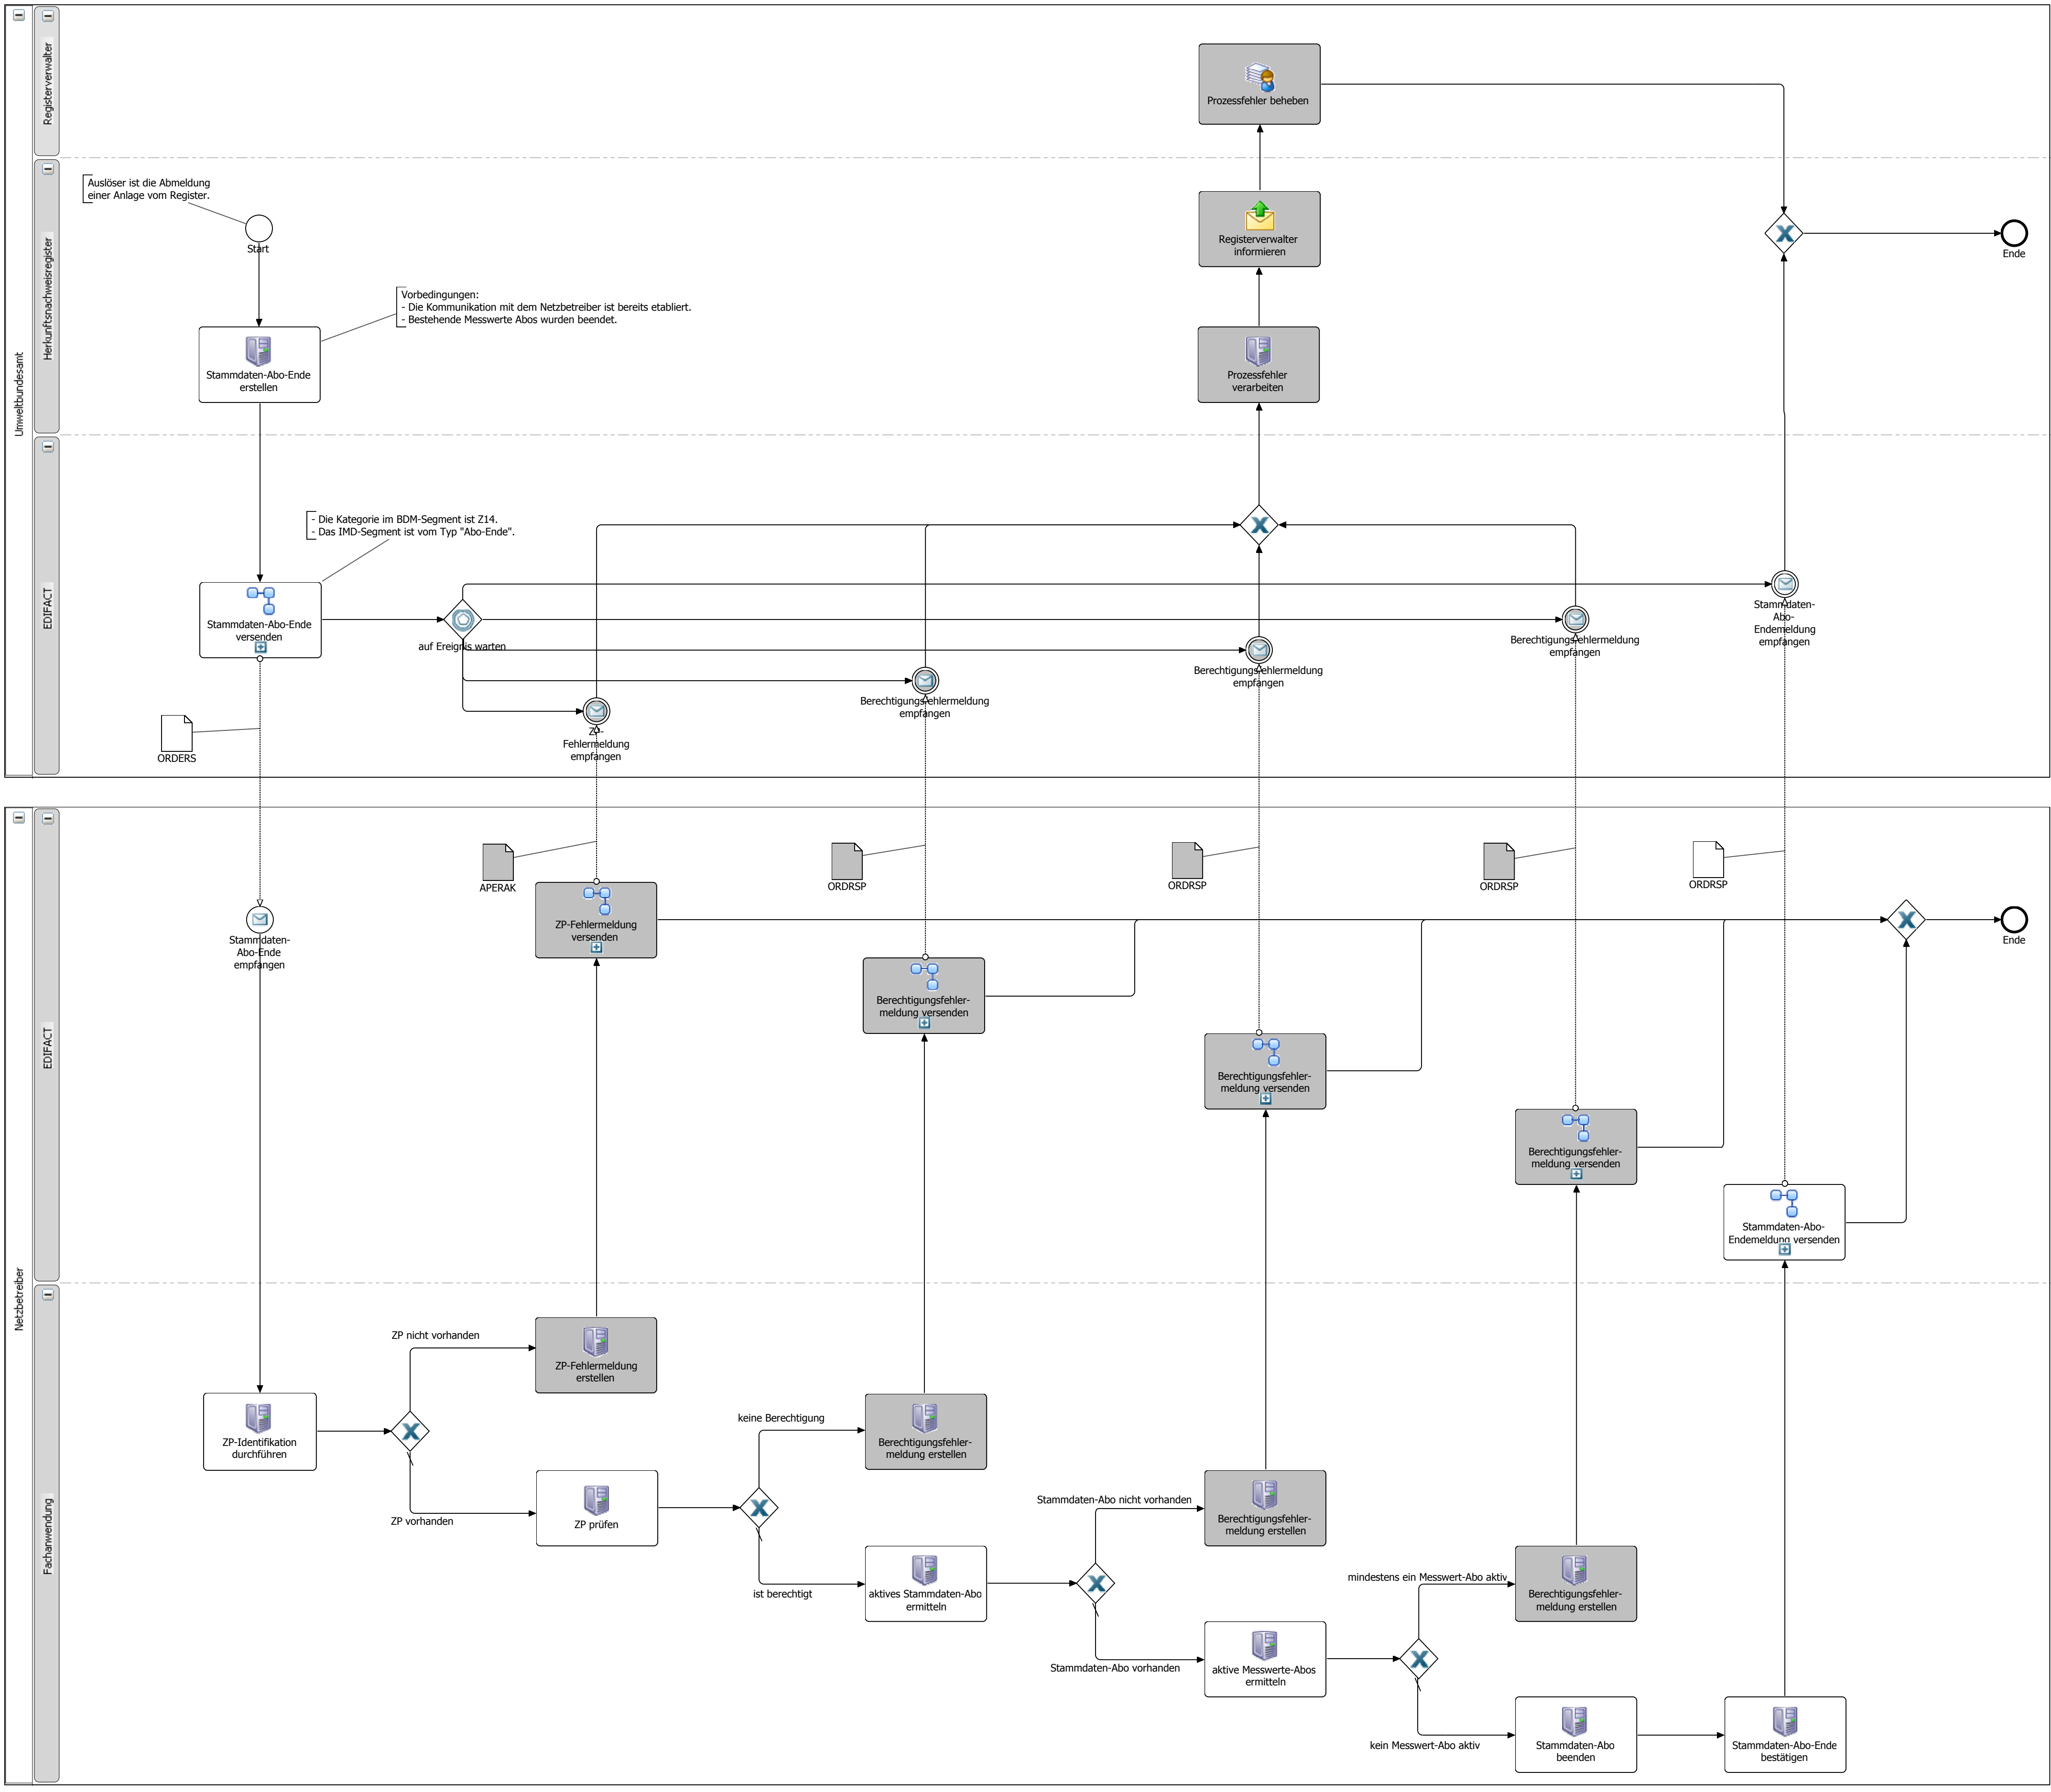 Umweltbundesamt
Registerverwalter
Prozessfehler beheben
Herkunftsnachweisregister
Auslöser ist die Abmeldung
einer Anlage vom Register.
Start
Registerverwalter
informieren
Ende
Vorbedingungen:
- Die Kommunikation mit dem Netzbetreiber ist bereits etabliert.
- Bestehende Messwerte Abos wurden beendet.
Stammdaten-Abo-Ende
erstellen
Prozessfehler
verarbeiten
EDIFACT
- Die Kategorie im BDM-Segment ist Z14.
- Das IMD-Segment ist vom Typ "Abo-Ende".
Stammdaten-Abo-Ende
versenden
auf Ereignis warten
Stammdaten-
Abo-
Endemeldung
empfangen
Berechtigungsfehlermeldung
empfangen
Berechtigungsfehlermeldung
empfangen
Berechtigungsfehlermeldung
empfangen
ZP-
Fehlermeldung
empfangen
ORDERS
Netzbetreiber
EDIFACT
APERAK
ORDRSP
ORDRSP
ORDRSP
ORDRSP
Stammdaten-
Abo-Ende
empfangen
ZP-Fehlermeldung
versenden
Ende
Berechtigungsfehler-
meldung versenden
Berechtigungsfehler-
meldung versenden
Berechtigungsfehler-
meldung versenden
Stammdaten-Abo-
Endemeldung versenden
Fachanwendung
ZP nicht vorhanden
ZP-Fehlermeldung
erstellen
ZP-Identifikation
durchführen
keine Berechtigung
Berechtigungsfehler-
meldung erstellen
ZP vorhanden
ZP prüfen
Stammdaten-Abo nicht vorhanden
Berechtigungsfehler-
meldung erstellen
ist berechtigt
aktives Stammdaten-Abo
ermitteln
mindestens ein Messwert-Abo aktiv
Berechtigungsfehler-
meldung erstellen
Stammdaten-Abo vorhanden
aktive Messwerte-Abos
ermitteln
kein Messwert-Abo aktiv
Stammdaten-Abo
beenden
Stammdaten-Abo-Ende
bestätigen